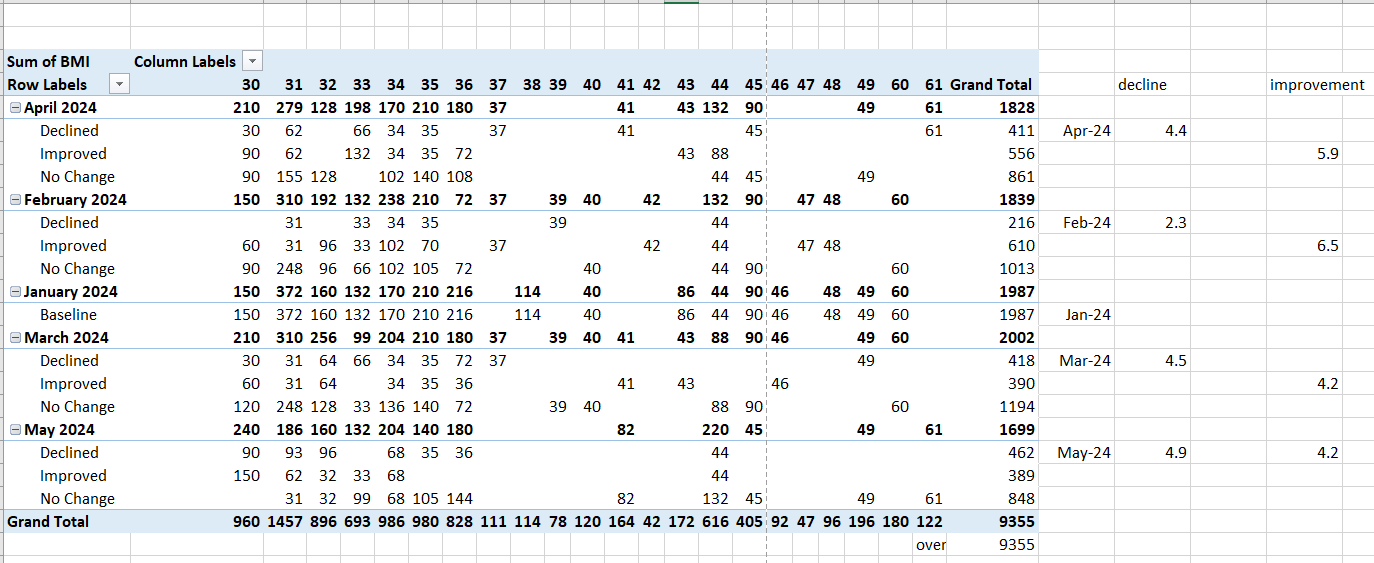 Sum of BMI Column Labels
Row Labels 30 31 32 33 34 35 36 37 38 39 40 41 42 43 44 45 46 47 48 49 60 61 Grand Total decline improvement
April 2024 210 279 128 198 170 210 180 37 41 43 132 90 49 61 1828
Declined 30 62 66 34 35 37 41 45 61 411 Apr-24 4.4
Improved 90 62 132 34 35 72 43 88 556 5.9
No Change 90 155 128 102 140 108 44 45 49 861
February 2024 150 310 192 132 238 210 72 37 39 40 42 132 90 47 48 60 1839
Declined 31 33 34 35 39 44 216 Feb-24 2.3
Improved 60 31 96 33 102 70 37 42 44 47 48 610 6.5
No Change 90 248 96 66 102 105 72 40 44 90 60 1013
January 2024 150 372 160 132 170 210 216 114 40 86 44 90 46 48 49 60 1987
Baseline 150 372 160 132 170 210 216 114 40 86 44 90 46 48 49 60 1987 Jan-24
March 2024 210 310 256 99 204 210 180 37 39 40 41 43 88 90 46 49 60 2002
Declined 30 31 64 66 34 35 72 37 49 418 Mar-24 4.5
Improved 60 31 64 34 35 36 41 43 46 390 4.2
No Change 120 248 128 33 136 140 72 39 40 88 90 60 1194
May 2024 240 186 160 132 204 140 180 82 220 45 49 61 1699
Declined 90 93 96 68 35 36 44 462 May-24 4.9 4.2
Improved 150 62 32 33 68 44 389
No Change 31 32 99 68 105 144 82 132 45 49 61 848
Grand Total 960 1457 896 693 986 980 828 111 114 78 120 164 42 172 616 405 92 47 96 196 180 122 9355
over 9355